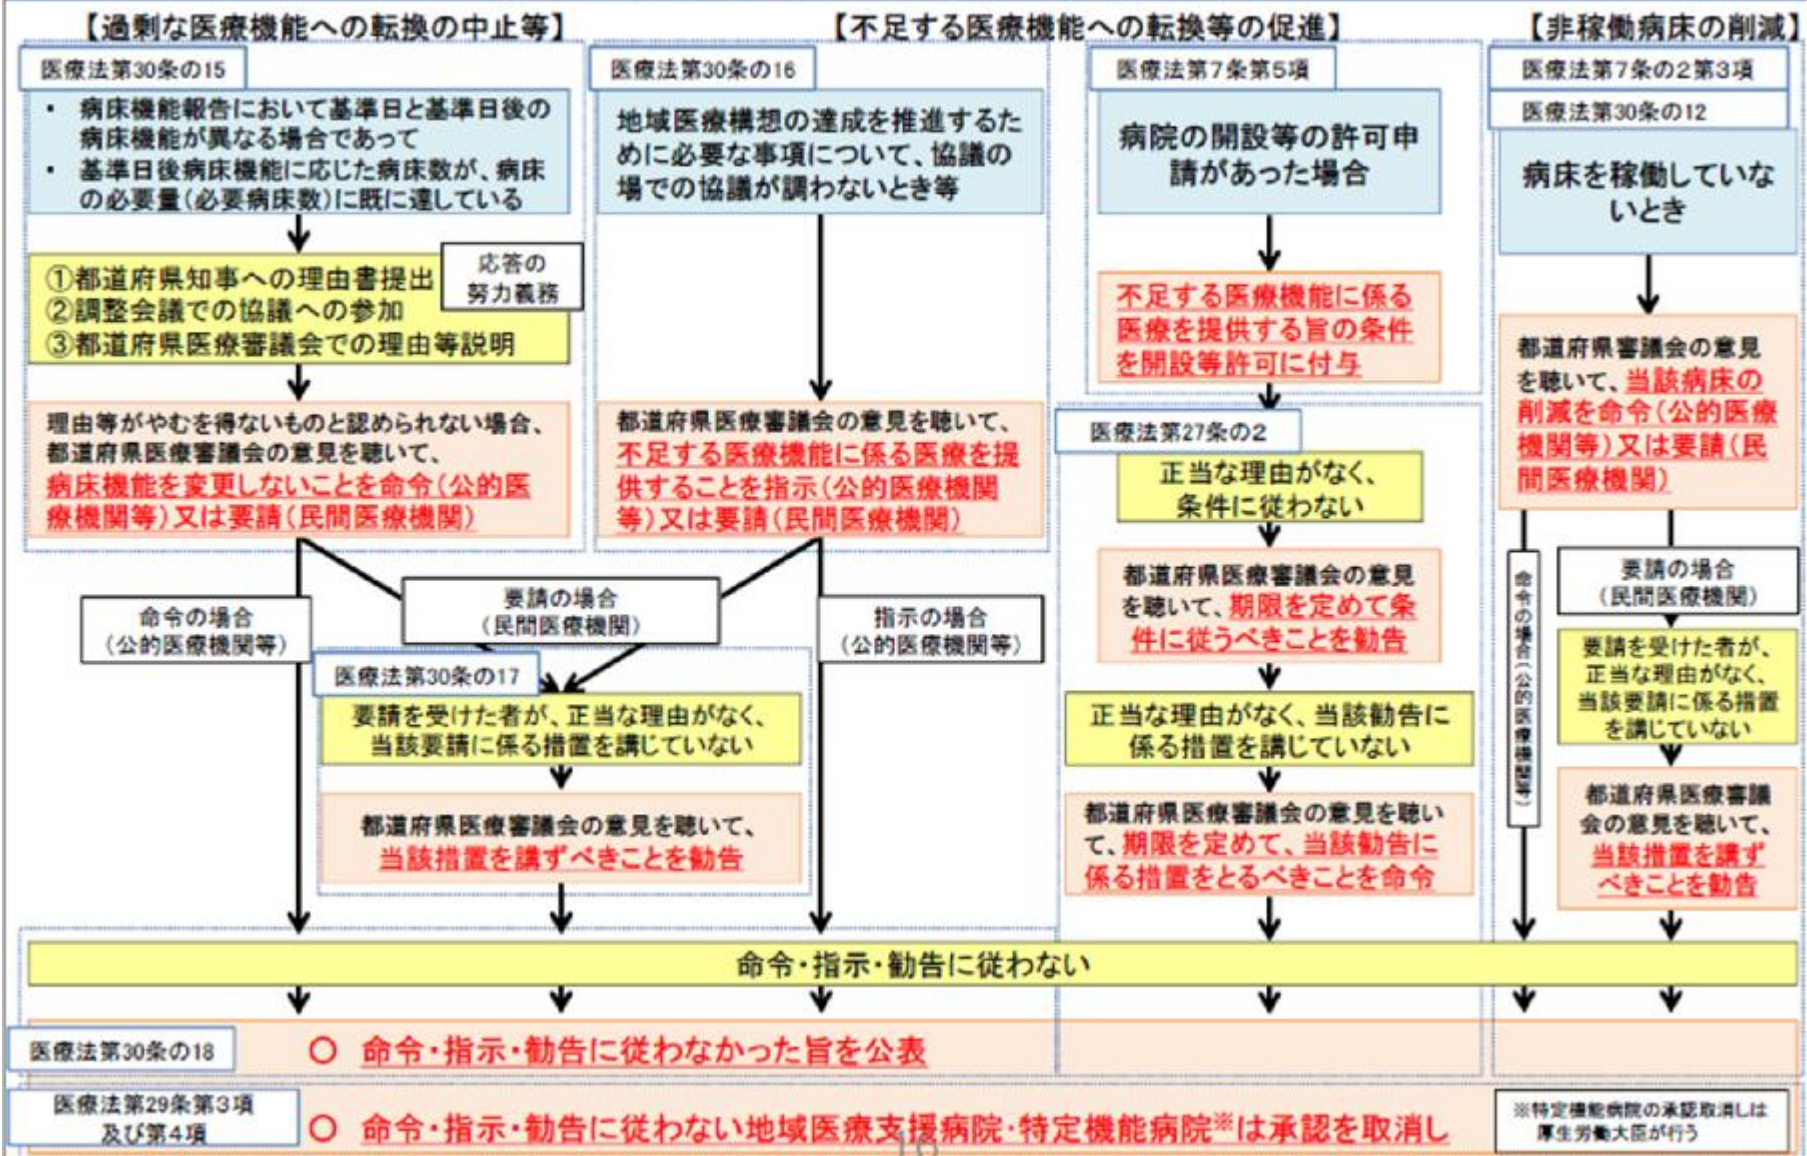 【過剰な医療機能への転換の中止等】
医療法第30条の15
・ 病床機能報告において基準日と基準日後の
病床機能が異なる場合であって
・ 基準日後病床機能に応じた病床数が、病床
の必要量(必要病床数)に既に達している
①都道府県知事への理由書提出
②調整会議での協議への参加
③都道府県医療審議会での理由等説明
応答の
努力義務
理由等がやむを得ないものと認められない場合、
都道府県医療審議会の意見を聴いて、
病床機能を変更しないことを命令(公的医
療機関等)又は要請(民間医療機関)
【不足する医療機能への転換等の促進】
医療法第30条の16
地域医療構想の達成を推進するた
めに必要な事項について、協議の
場での協議が調わないとき等
都道府県医療審議会の意見を聴いて、
不足する医療機能に係る医療を提
供することを指示(公的医療機関
等)又は要請(民間医療機関)
命令の場合
(公的医療機関等)
要請の場合
(民間医療機関)
指示の場合
(公的医療機関等)
医療法第30条の17
要請を受けた者が、正当な理由がなく、
当該要請に係る措置を講じていない
都道府県医療審議会の意見を聴いて、
当該措置を講ずべきことを勧告
医療法第7条第5項
病院の開設等の許可申
請があった場合
不足する医療機能に係る
医療を提供する旨の条件
を開設等許可に付与
医療法第27条の2
正当な理由がなく、
条件に従わない
都道府県医療審議会の意見
を聴いて、期限を定めて条
件に従うべきことを勧告
正当な理由がなく、当該勧告に
係る措置を講じていない
都道府県医療審議会の意見を聴い
て、期限を定めて、当該勧告に
係る措置をとるべきことを命令
【非稼働病床の削減】
医療法第7条の2第3項
医療法第30条の12
病床を稼働していな
いとき
都道府県審議会の意見
を聴いて、当該病床の
削減を命令(公的医療
機関等)又は要請(民
間医療機関)
命令の場合(公的医療機関等)
要請の場合
(民間医療機関)
要請を受けた者が、
正当な理由がなく、
当該要請に係る措置
を講じていない
都道府県医療審議
会の意見を聴いて、
当該措置を講ず
べきことを勧告
命令・指示・勧告に従わない
医療法第30条の18
○ 命令・指示・勧告に従わなかった旨を公表
医療法第29条第3項
及び第4項
○ 命令・指示・勧告に従わない地域医療支援病院・特定機能病院※は承認を取消し
※特定機能病院の承認取消しは
厚生労働大臣が行う